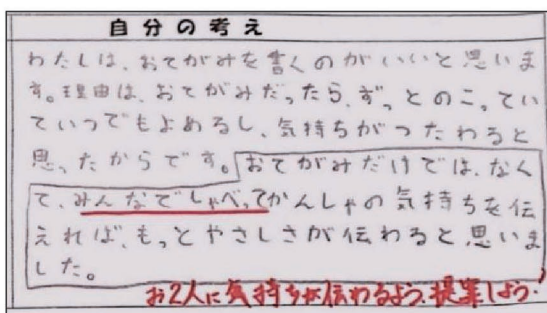 自分の考え
わたしは、おてがみを書くのがいいと思いま
す。理由は、おてがみだったら、ずっとのこってい
ていつでもよめるし、気持ちがつたわると
思ったからです。おてがみだけでは、なん
て、みんなでしゃべってかんしゃの気持ちを伝
えれば、もっとやさしさが伝わると思いま
した。
お2人に気持ちが伝わるよう、提案しよう!